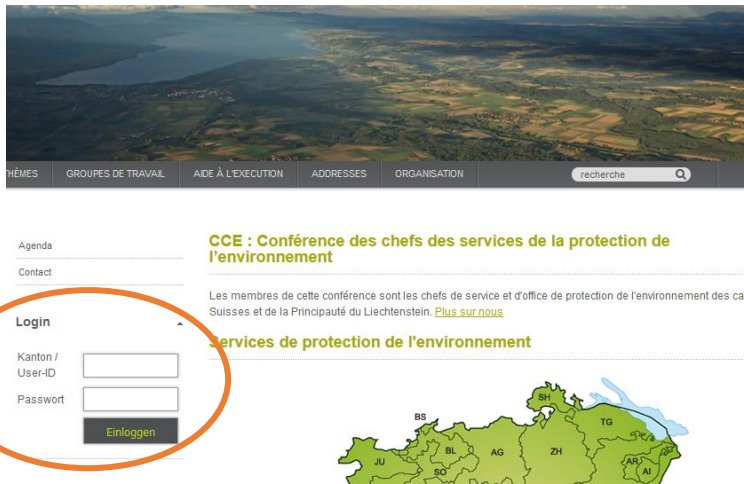 THÈMES GROUPES DE TRAVAIL AIDE À L'EXECUTION ADDRESSES ORGANISATION recherche
Agenda
Contact
Login
Kanton /
User-ID
Passwort
Einloggen
CCE : Conférence des chefs des services de la protection de
l'environnement
Les membres de cette conférence sont les chefs de service et d'office de protection de l'environnement des ca
Suisses et de la Principauté du Liechtenstein. Plus sur nous
Services de protection de l'environnement
SH
BS
TG
BL
AG
ZH
JU
SO
AR
AI